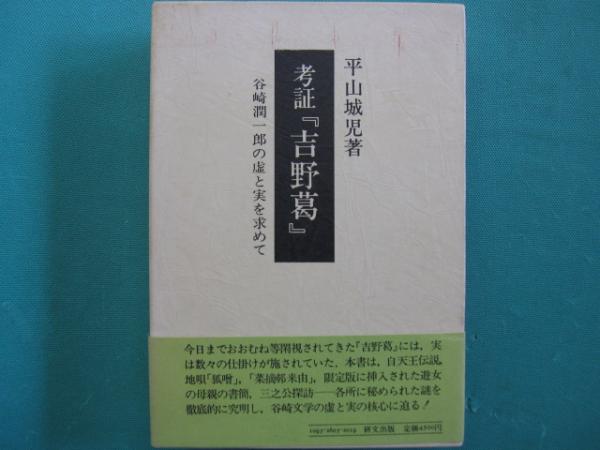 平山城児著
考証『吉野葛』
谷崎潤一郎の虚と実を求めて
今日までおおむね等閑視されてきた『吉野葛』には、実
は数々の仕掛けが施されていた。本書は、自天王伝説、
地唄「狐噌」、「菜摘邨来由」、限定版に挿入された遊女
の母親の書簡、三之公探訪――各所に秘められた謎を
徹底的に究明し、谷崎文学の虚と実の核心に迫る!
研文出版 定価4500円